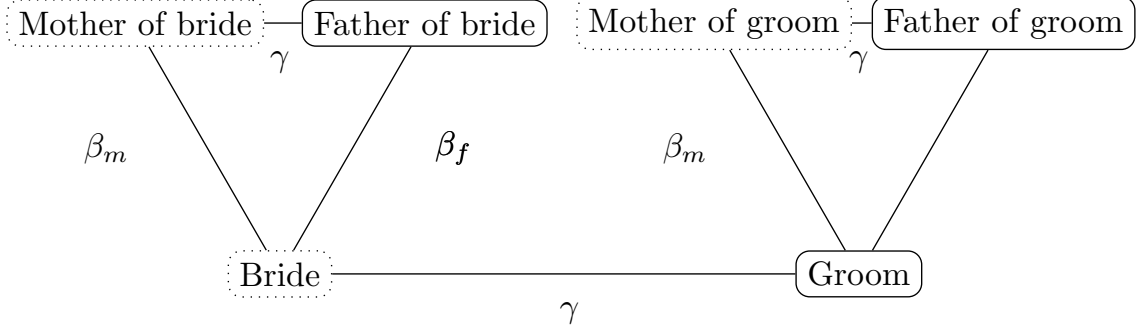 Mother of bride
Father of bride
Mother of groom
Father of groom
γ
γ
β_m
β_f
β_m
Bride
Groom
γ